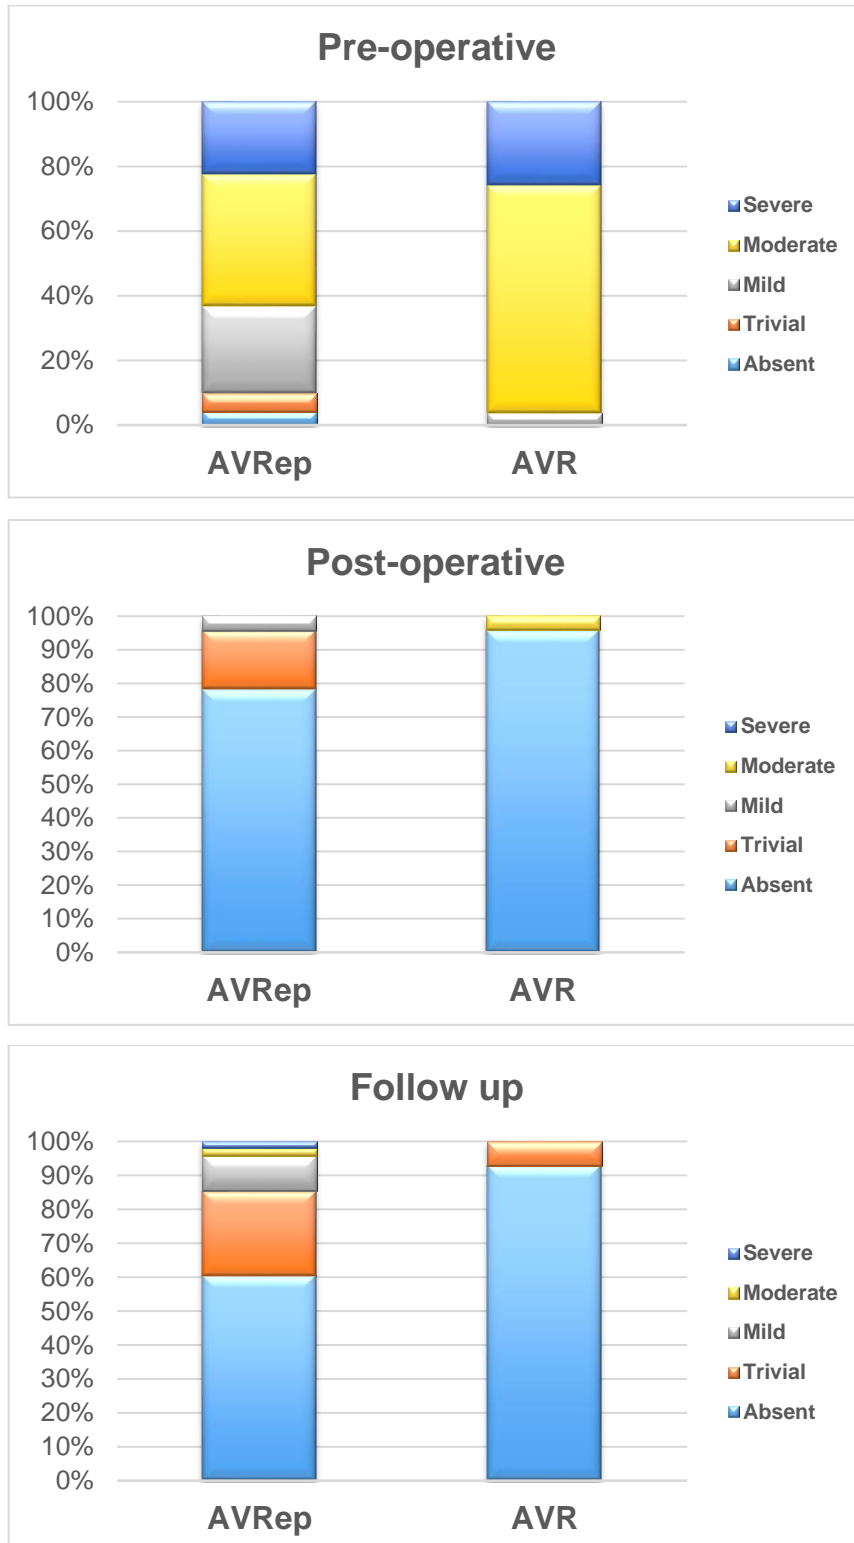 Pre-operative
100%
80%
60%
40%
20%
0%
AVRep
AVR
Severe
Moderate
Mild
Trivial
Absent
Post-operative
100%
90%
80%
70%
60%
50%
40%
30%
20%
10%
0%
AVRep
AVR
Severe
Moderate
Mild
Trivial
Absent
Follow up
100%
90%
80%
70%
60%
50%
40%
30%
20%
10%
0%
AVRep
AVR
Severe
Moderate
Mild
Trivial
Absent